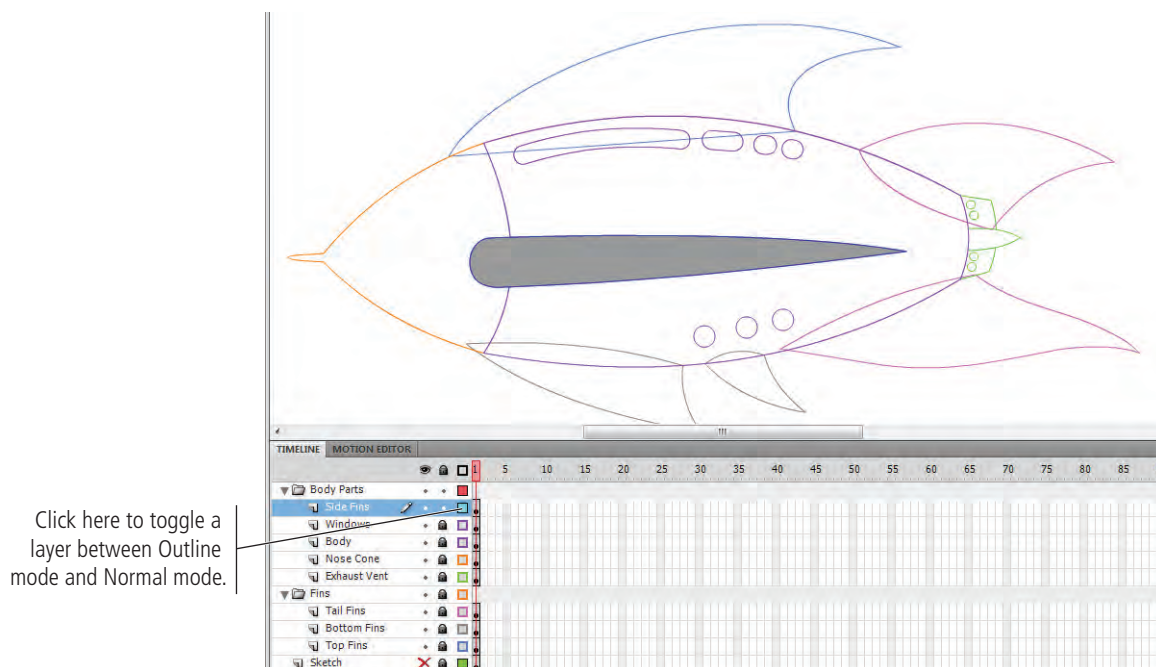 TIMELINE MOTION EDITOR
1 5 10 15 20 25 30 35 40 45 50 55 60 65 70 75 80 85
Body Parts
Side Fins
Windows
Body
Nose Cone
Exhaust Vent
Fins
Tail Fins
Bottom Fins
Top Fins
Sketch
Click here to toggle a
layer between Outline
mode and Normal mode.